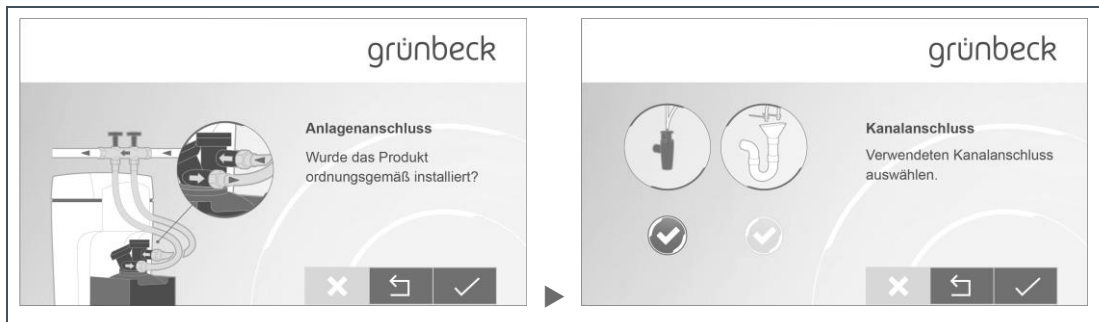 grünbeck
Anlagenanschluss
Wurde das Produkt
ordnungsgemäß installiert?
grünbeck
Kanalanschluss
Verwendeten Kanalanschluss
auswählen.